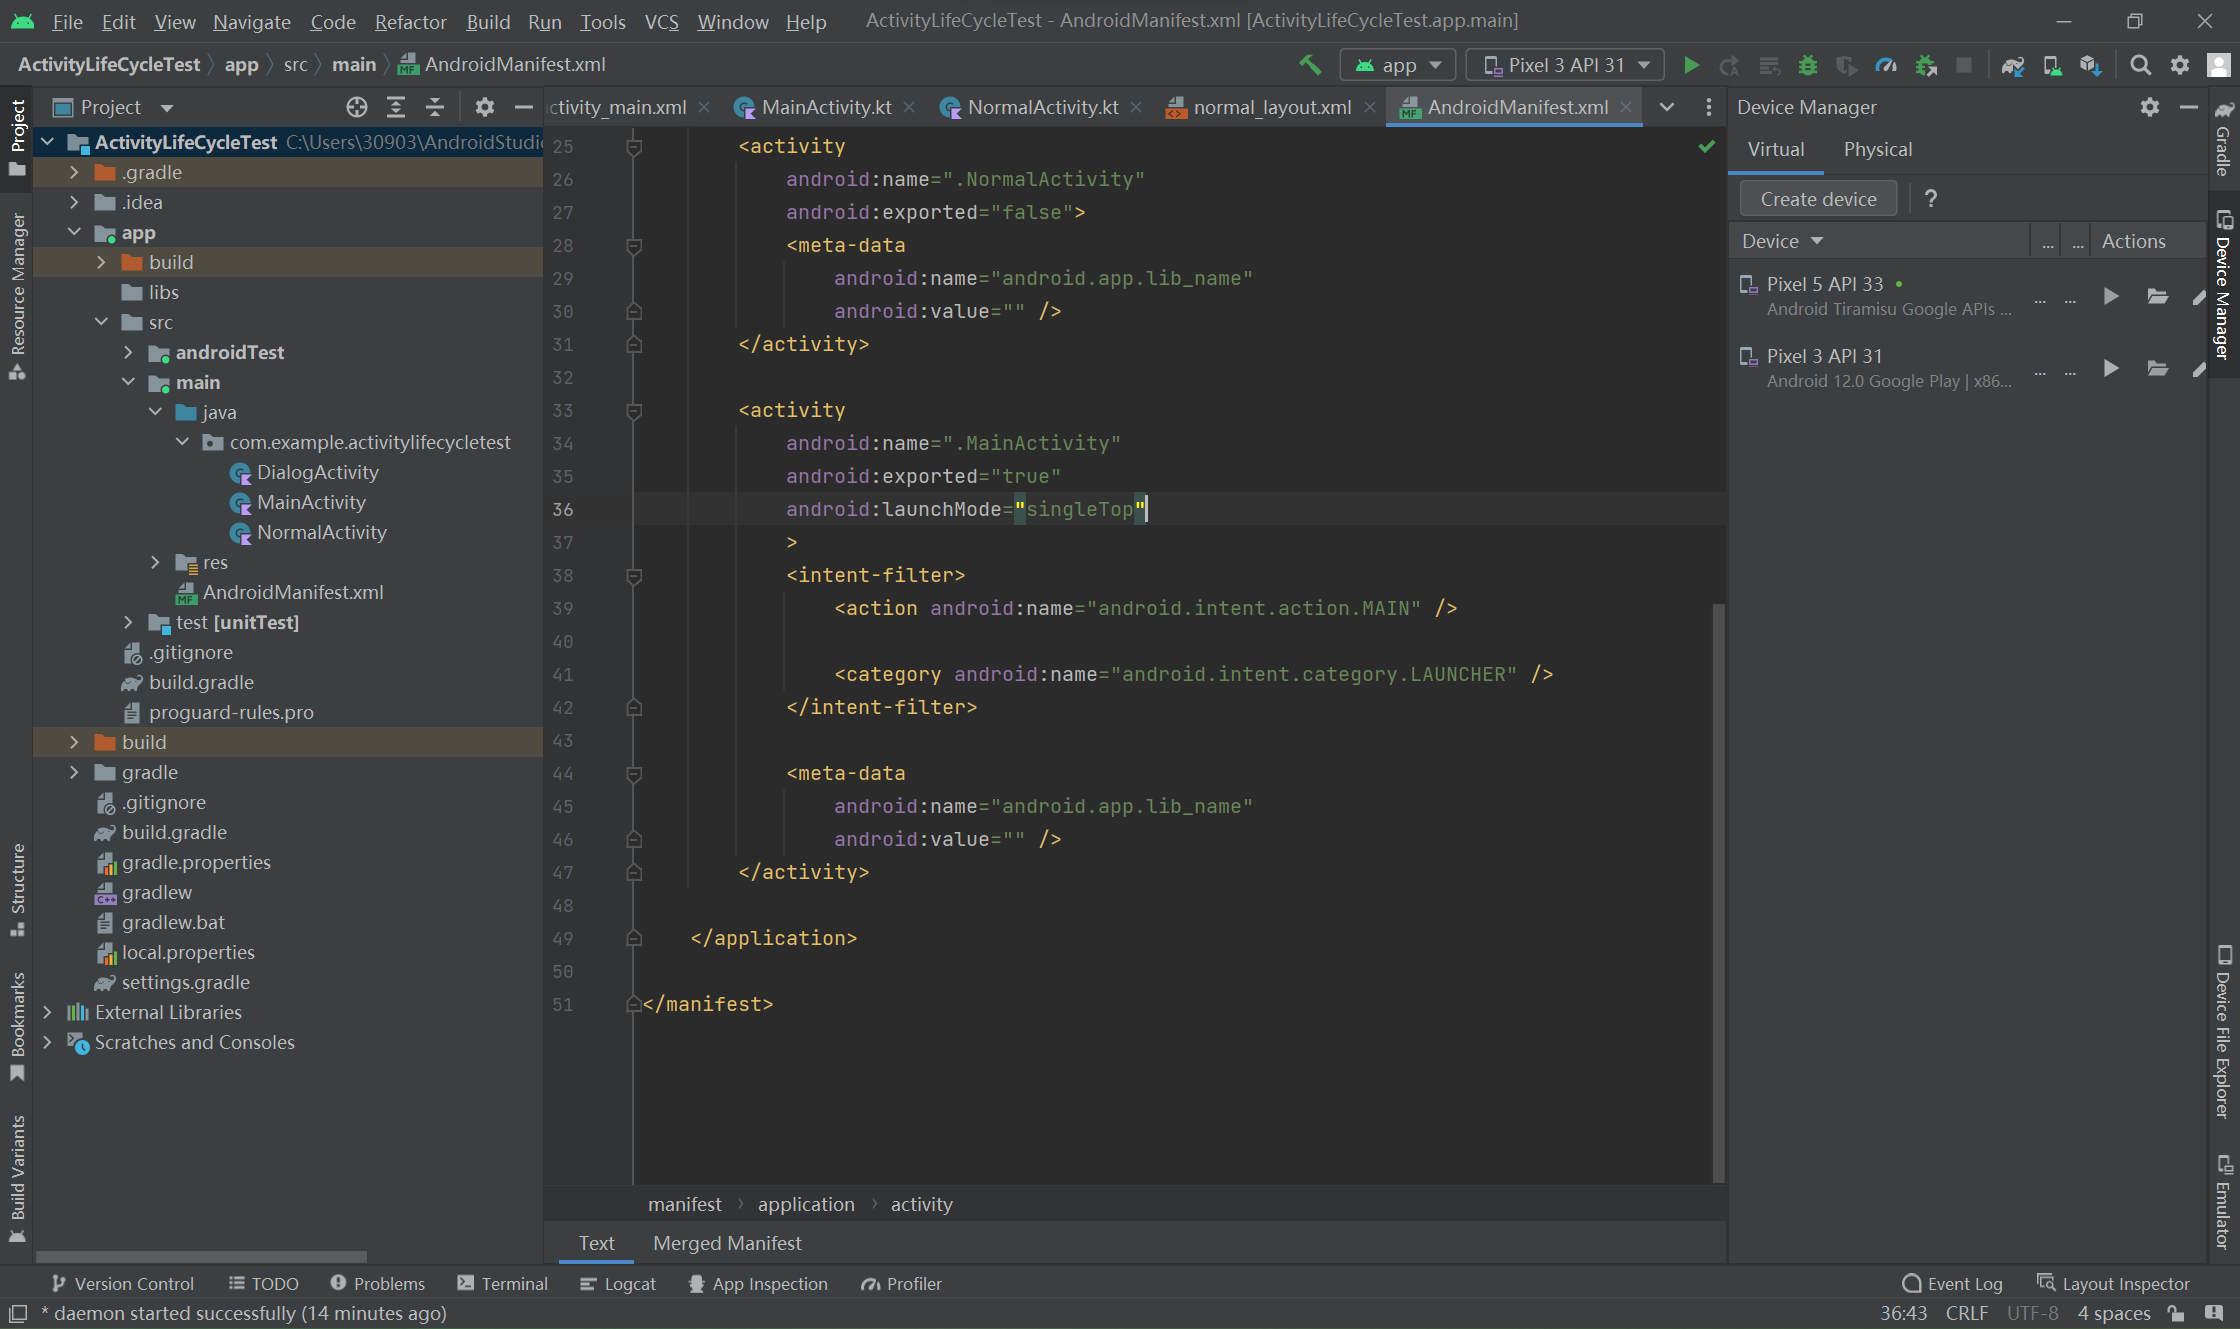 File Edit View Navigate Code Refactor Build Run Tools VCS Window Help ActivityLifeCycleTest - AndroidManifest.xml [ActivityLifeCycleTest.app.main]
ActivityLifeCycleTest app src main AndroidManifest.xml app Pixel 3 API 31
Project
Resource Manager
Structure
Bookmarks
Build Variants
Project
ActivityLifeCycleTest C:\Users\30903\AndroidStudi
.gradle
.idea
app
build
libs
src
androidTest
main
java
com.example.activitylifecycletest
DialogActivity
MainActivity
NormalActivity
res
AndroidManifest.xml
test [unitTest]
.gitignore
build.gradle
proguard-rules.pro
build
gradle
.gitignore
build.gradle
gradle.properties
gradlew
gradlew.bat
local.properties
settings.gradle
External Libraries
Scratches and Consoles
ctivity_main.xml MainActivity.kt NormalActivity.kt normal_layout.xml AndroidManifest.xml
25 <activity
26 android:name=".NormalActivity"
27 android:exported="false">
28 <meta-data
29 android:name="android.app.lib_name"
30 android:value="" />
31 </activity>
32
33 <activity
34 android:name=".MainActivity"
35 android:exported="true"
36 android:launchMode="singleTop"
37 >
38 <intent-filter>
39 <action android:name="android.intent.action.MAIN" />
40
41 <category android:name="android.intent.category.LAUNCHER" />
42 </intent-filter>
43
44 <meta-data
45 android:name="android.app.lib_name"
46 android:value="" />
47 </activity>
48
49 </application>
50
51 </manifest>
manifest application activity
Text Merged Manifest
Device Manager
Virtual Physical
Create device ?
Device ... ... Actions
Pixel 5 API 33
Android Tiramisu Google APIs ... ... ...
Pixel 3 API 31
Android 12.0 Google Play | x86... ... ...
Gradle
Device Manager
Device File Explorer
Emulator
Version Control TODO Problems Terminal Logcat App Inspection Profiler Event Log Layout Inspector
* daemon started successfully (14 minutes ago) 36:43 CRLF UTF-8 4 spaces